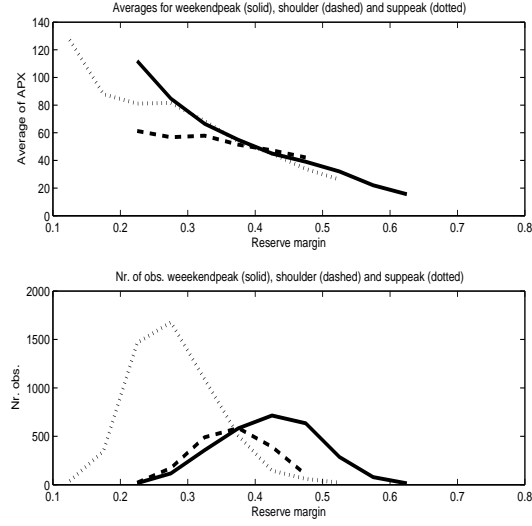 Averages for weekendpeak (solid), shoulder (dashed) and suppeak (dotted)
140
120
100
80
60
40
20
0
Average of APX
0.1 0.2 0.3 0.4 0.5 0.6 0.7 0.8
Reserve margin
Nr. of obs. weeekendpeak (solid), shoulder (dashed) and suppeak (dotted)
2000
1500
1000
500
0
Nr. obs.
0.1 0.2 0.3 0.4 0.5 0.6 0.7 0.8
Reserve margin